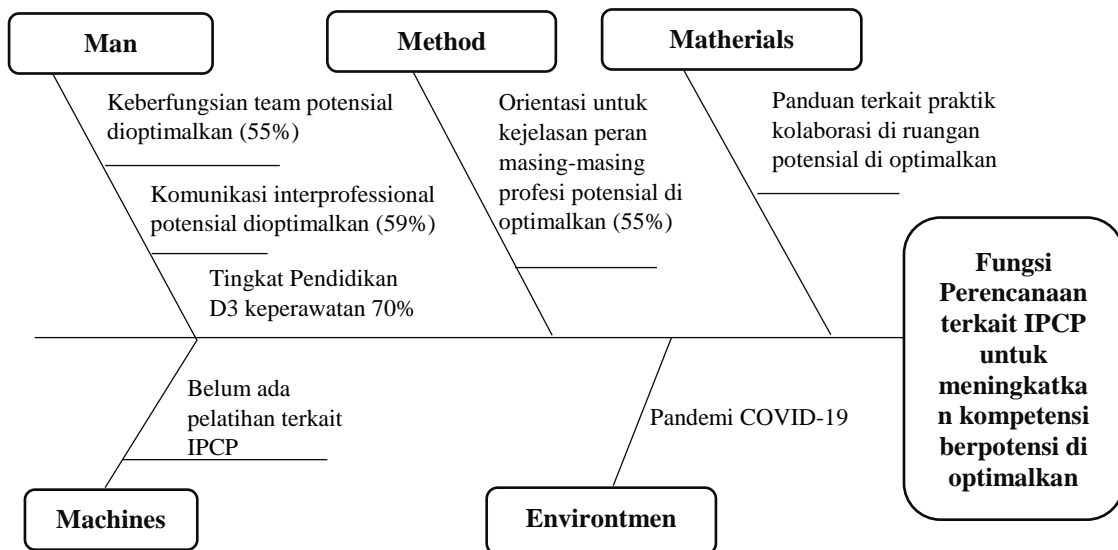 Man
Method
Matherials
Keberfungsian team potensial
dioptimalkan (55%)
Komunikasi interprofessional
potensial dioptimalkan (59%)
Tingkat Pendidikan
D3 keperawatan 70%
Orientasi untuk
kejelasan peran
masing-masing
profesi potensial di
optimalkan (55%)
Panduan terkait praktik
kolaborasi di ruangan
potensial di optimalkan
Fungsi
Perencanaan
terkait IPCP
untuk
meningkatka
n kompetensi
berpotensi di
optimalkan
Belum ada
pelatihan terkait
IPCP
Pandemi COVID-19
Machines
Environtmen